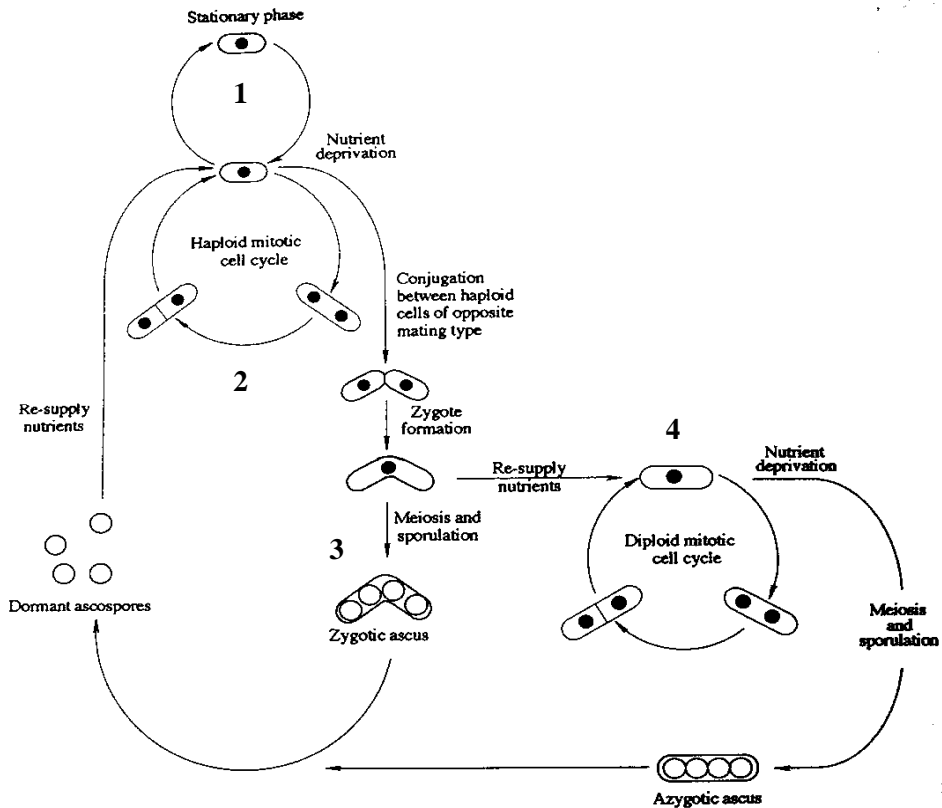 Stationary phase
1
Nutrient
deprivation
Haploid mitotic
cell cycle
Conjugation
between haploid
cells of opposite
mating type
2
Re-supply
nutrients
Zygote
formation
4
Nutrient
deprivation
Re-supply
nutrients
Meiosis and
sporulation
3
Diploid mitotic
cell cycle
Dormant ascospores
Zygotic ascus
Meiosis
and
sporulation
Azygotic ascus